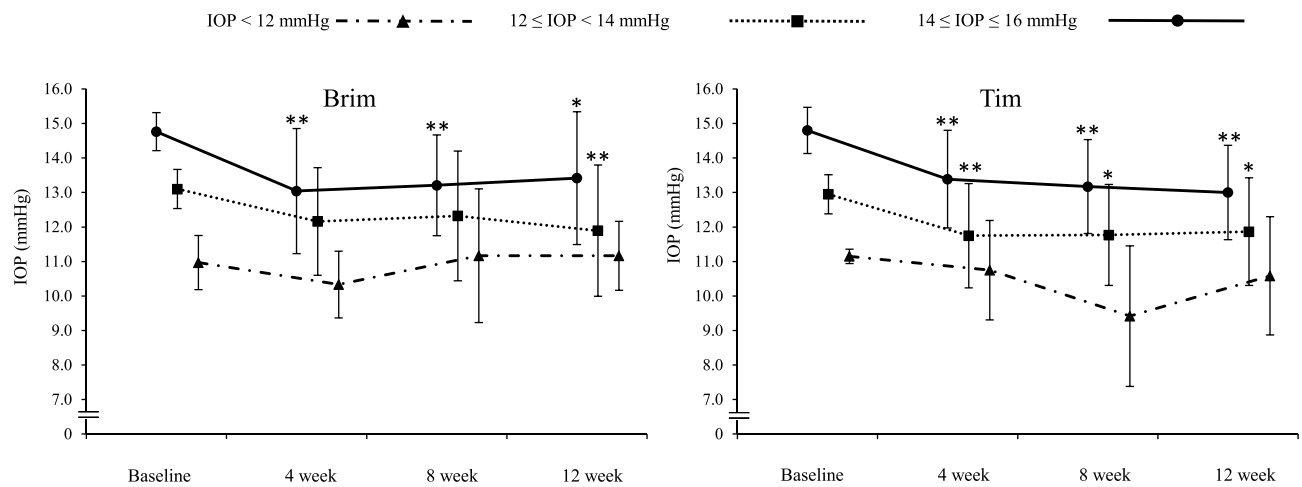 IOP < 12 mmHg 12 ≤ IOP < 14 mmHg 14 ≤ IOP ≤ 16 mmHg
Brim
IOP (mmHg)
16.0
15.0
14.0
13.0
12.0
11.0
10.0
9.0
8.0
7.0
0
** ** * **
Baseline 4 week 8 week 12 week
Tim
IOP (mmHg)
16.0
15.0
14.0
13.0
12.0
11.0
10.0
9.0
8.0
7.0
0
** ** **
** * *
Baseline 4 week 8 week 12 week